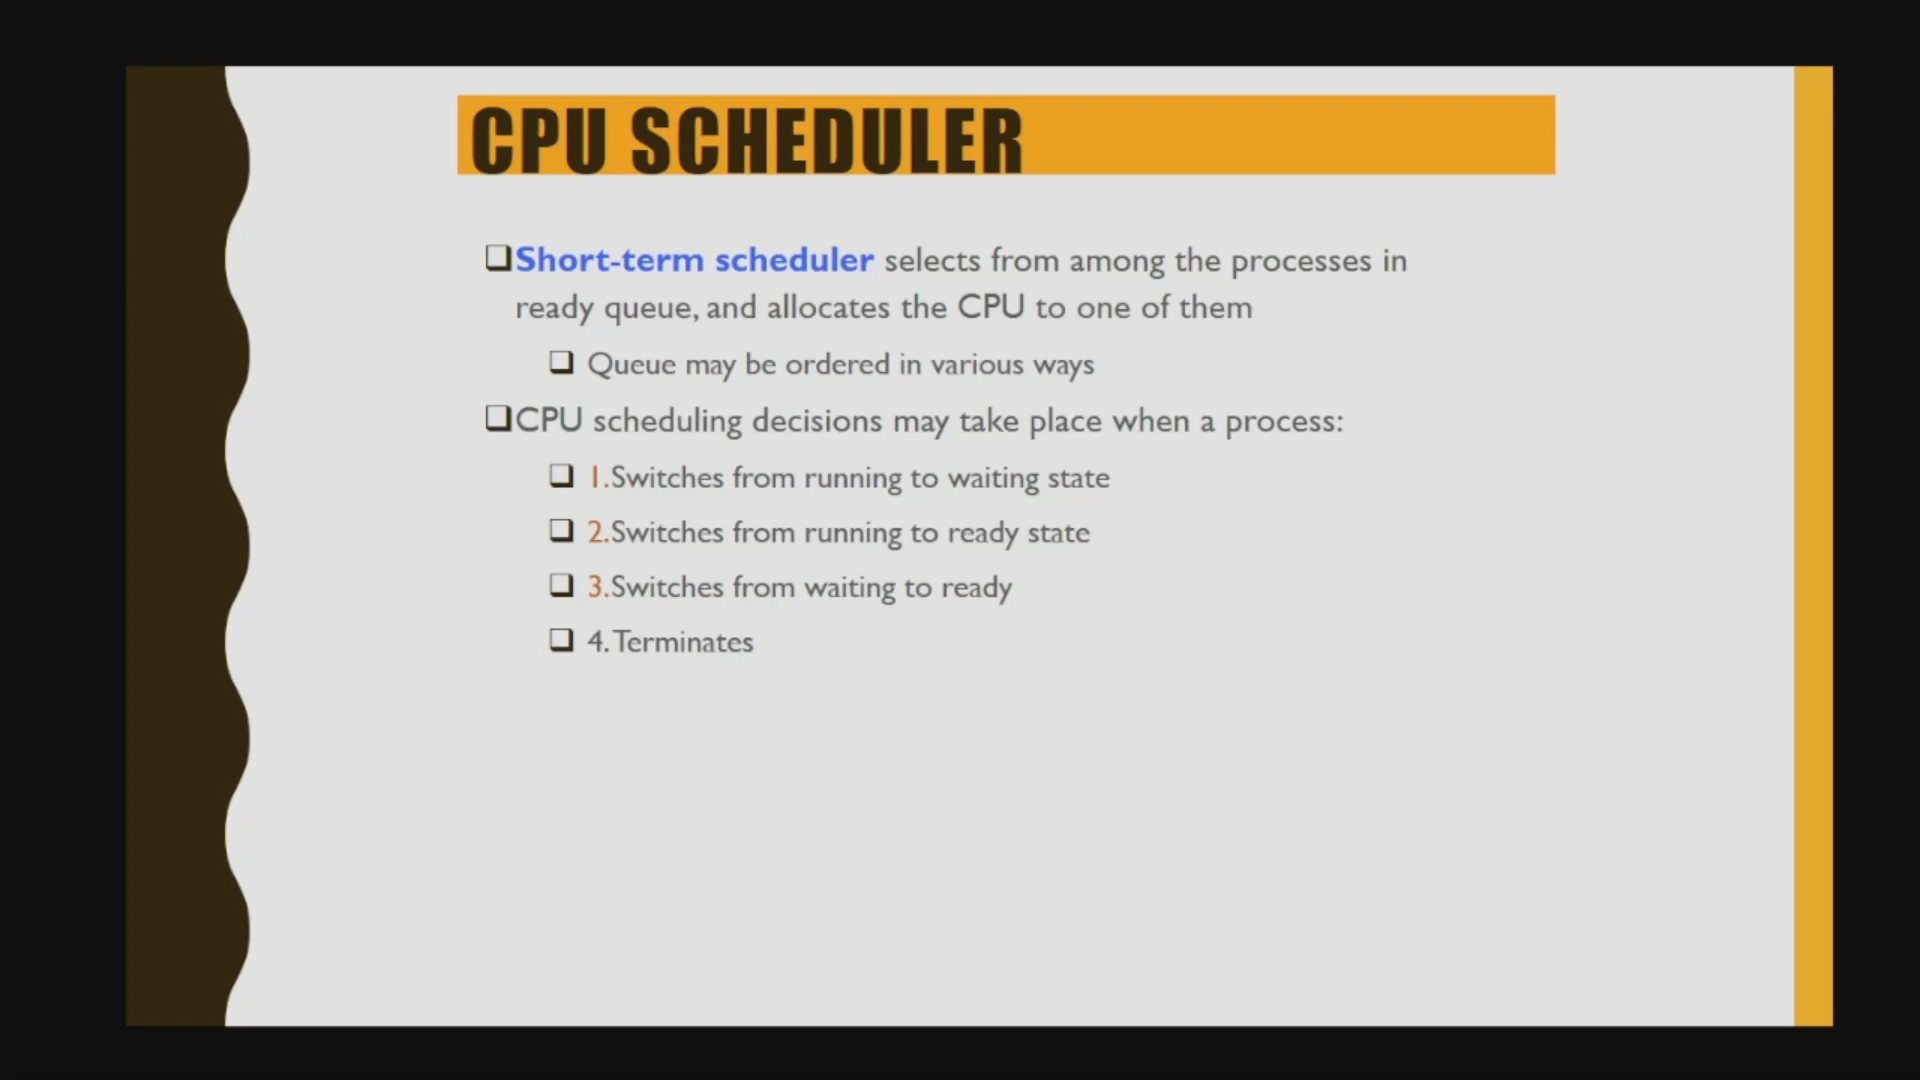 CPU SCHEDULER
Short-term scheduler selects from among the processes in
ready queue, and allocates the CPU to one of them
Queue may be ordered in various ways
CPU scheduling decisions may take place when a process:
1.Switches from running to waiting state
2.Switches from running to ready state
3.Switches from waiting to ready
4.Terminates